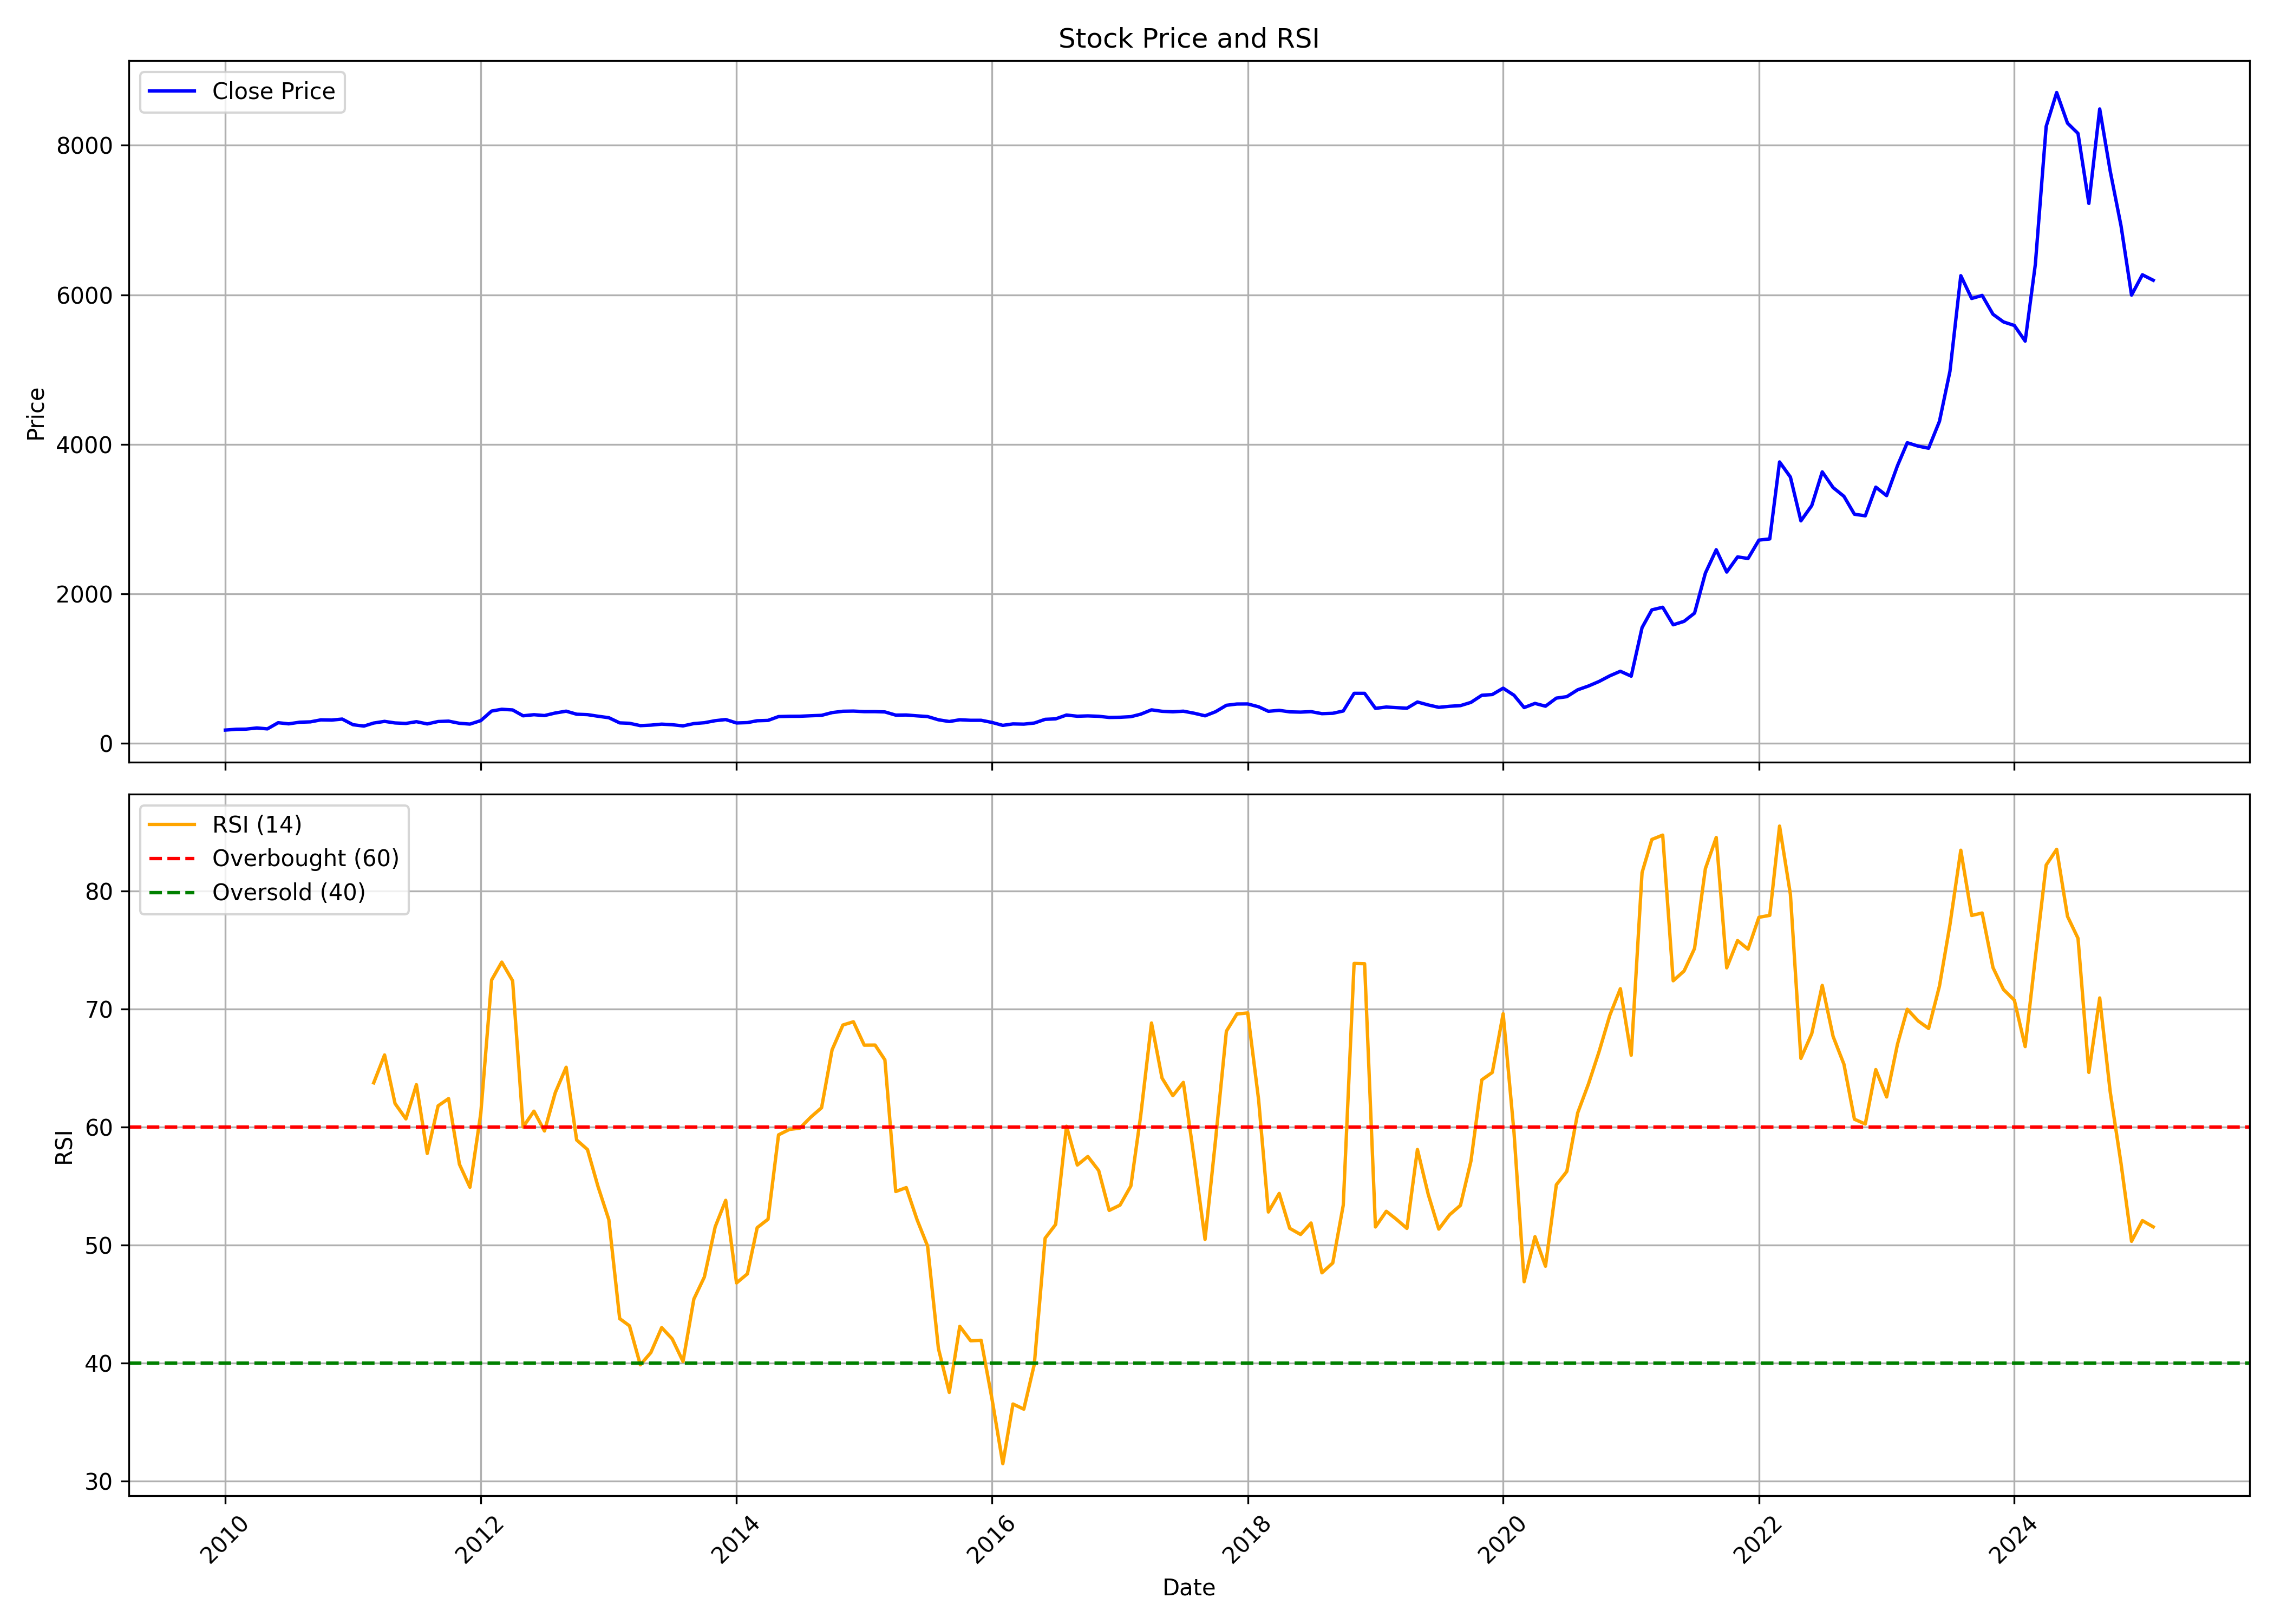 Stock Price and RSI
Close Price
8000
6000
4000
2000
0
Price
RSI (14)
Overbought (60)
Oversold (40)
80
70
60
50
40
30
RSI
2010 2012 2014 2016 2018 2020 2022 2024
Date